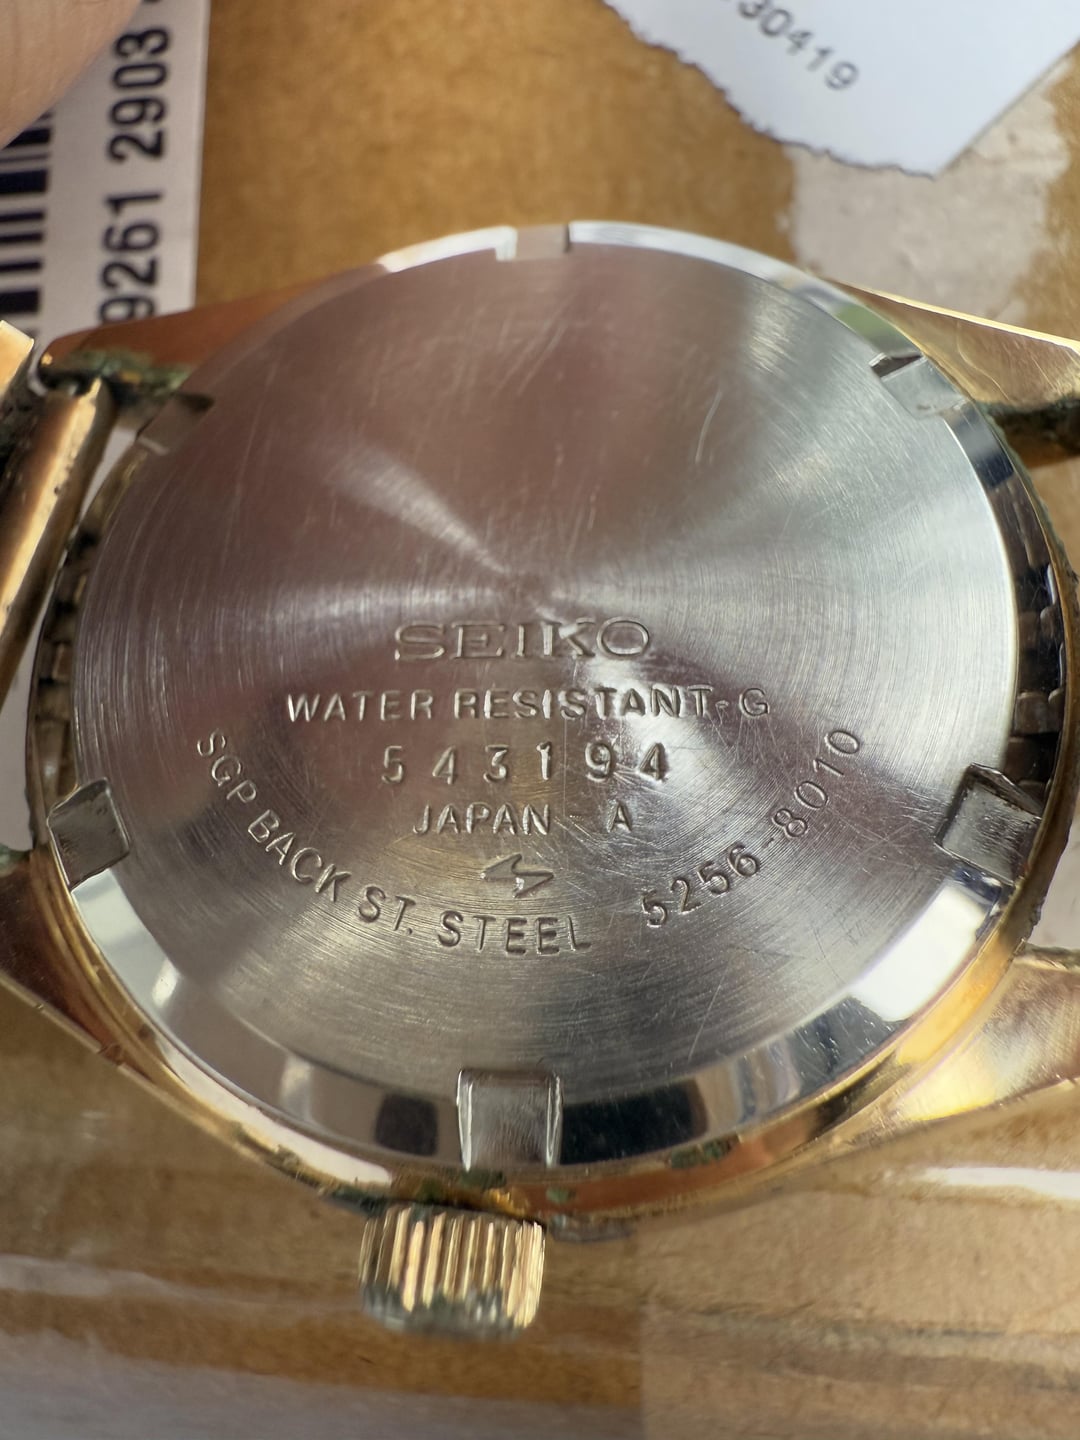 30419
9261 2903
SEIKO
WATER RESISTANT-G
543194
JAPAN A
SGP BACK ST. STEEL 5256-8010